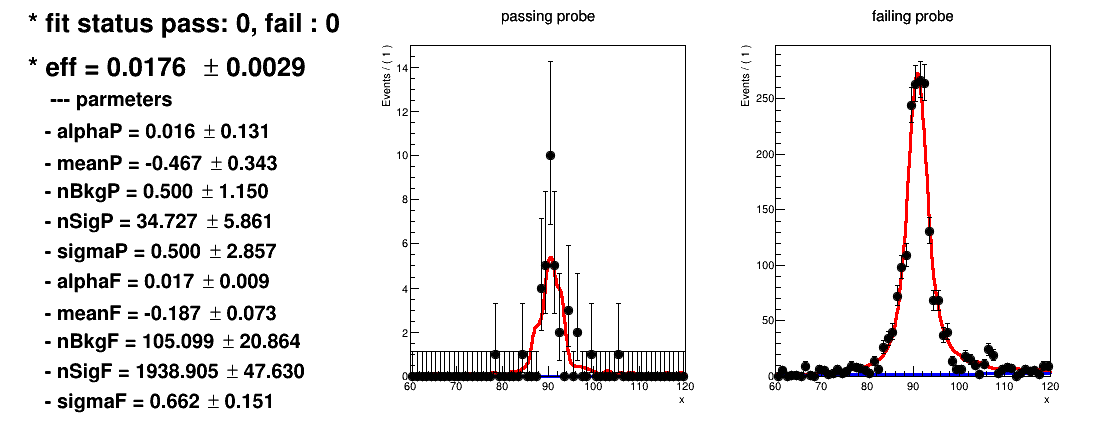 * fit status pass: 0, fail : 0
* eff = 0.0176 ± 0.0029
--- parmeters
- alphaP = 0.016 ± 0.131
- meanP = -0.467 ± 0.343
- nBkgP = 0.500 ± 1.150
- nSigP = 34.727 ± 5.861
- sigmaP = 0.500 ± 2.857
- alphaF = 0.017 ± 0.009
- meanF = -0.187 ± 0.073
- nBkgF = 105.099 ± 20.864
- nSigF = 1938.905 ± 47.630
- sigmaF = 0.662 ± 0.151
passing probe
Events / ( 1 )
14
12
10
8
6
4
2
0
60 70 80 90 100 110 120
x
failing probe
Events / ( 1 )
250
200
150
100
50
0
60 70 80 90 100 110 120
x